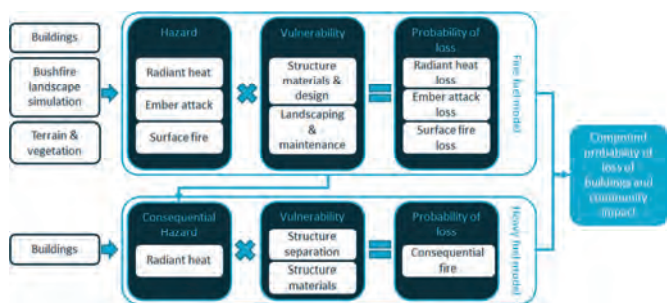 Buildings
Bushfire
landscape
simulation
Terrain &
vegetation
Hazard
Radiant heat
Ember attack
Surface fire
Vulnerability
Structure
materials &
design
Landscaping
&
maintenance
Probability of
loss
Radiant heat
loss
Ember attack
loss
Surface fire
loss
Fine fuel model
Compound
probability of
loss of
buildings and
community
impact
Buildings
Consequential
Hazard
Radiant heat
Vulnerability
Structure
separation
Structure
materials
Probability of
loss
Consequential
fire
Heavy fuel model